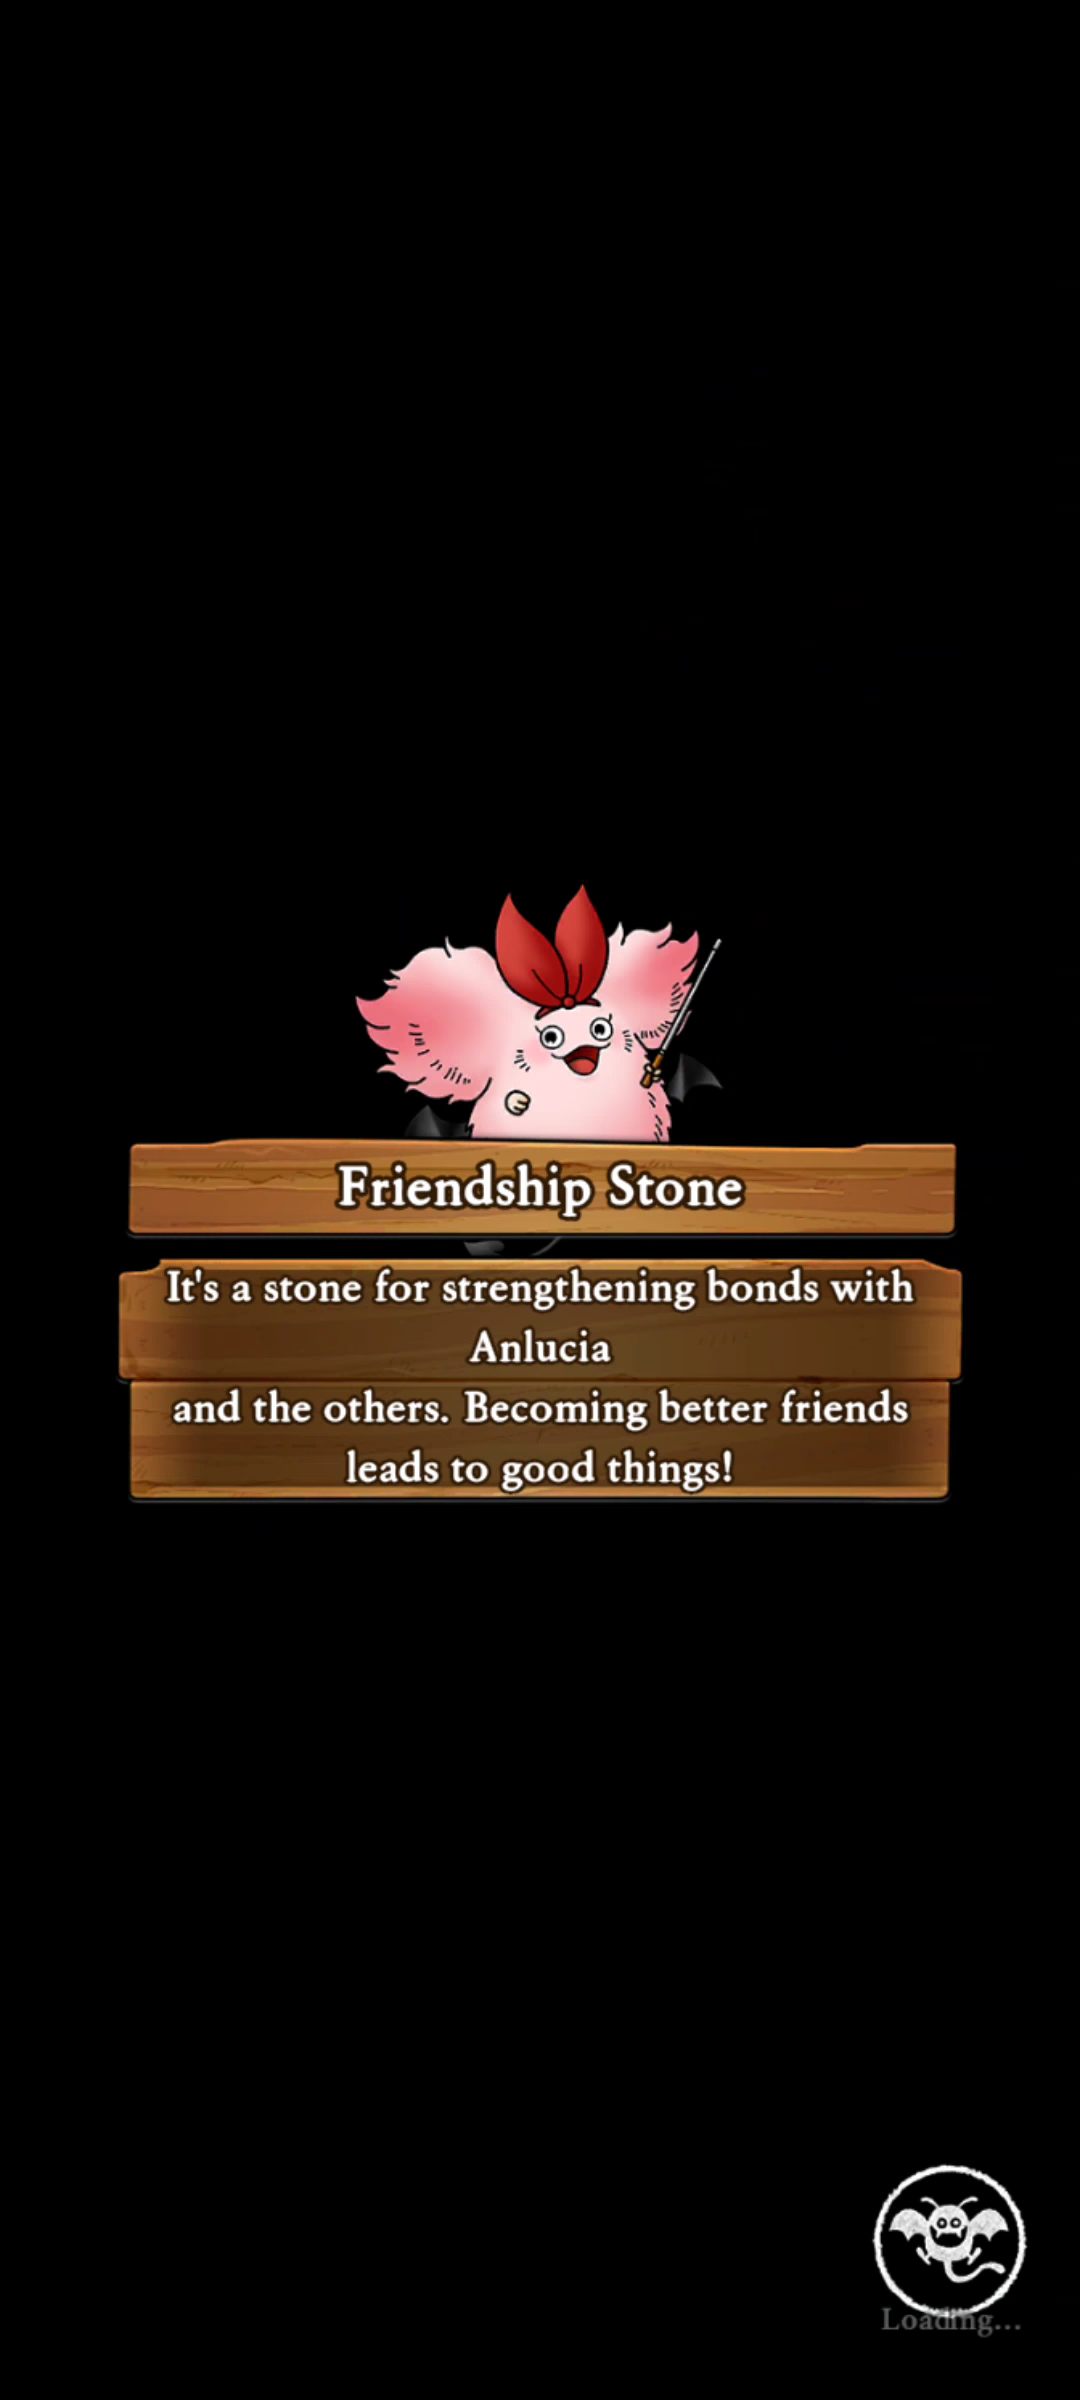 Friendship Stone
It's a stone for strengthening bonds with
Anlucia
and the others. Becoming better friends
leads to good things!
Loading...